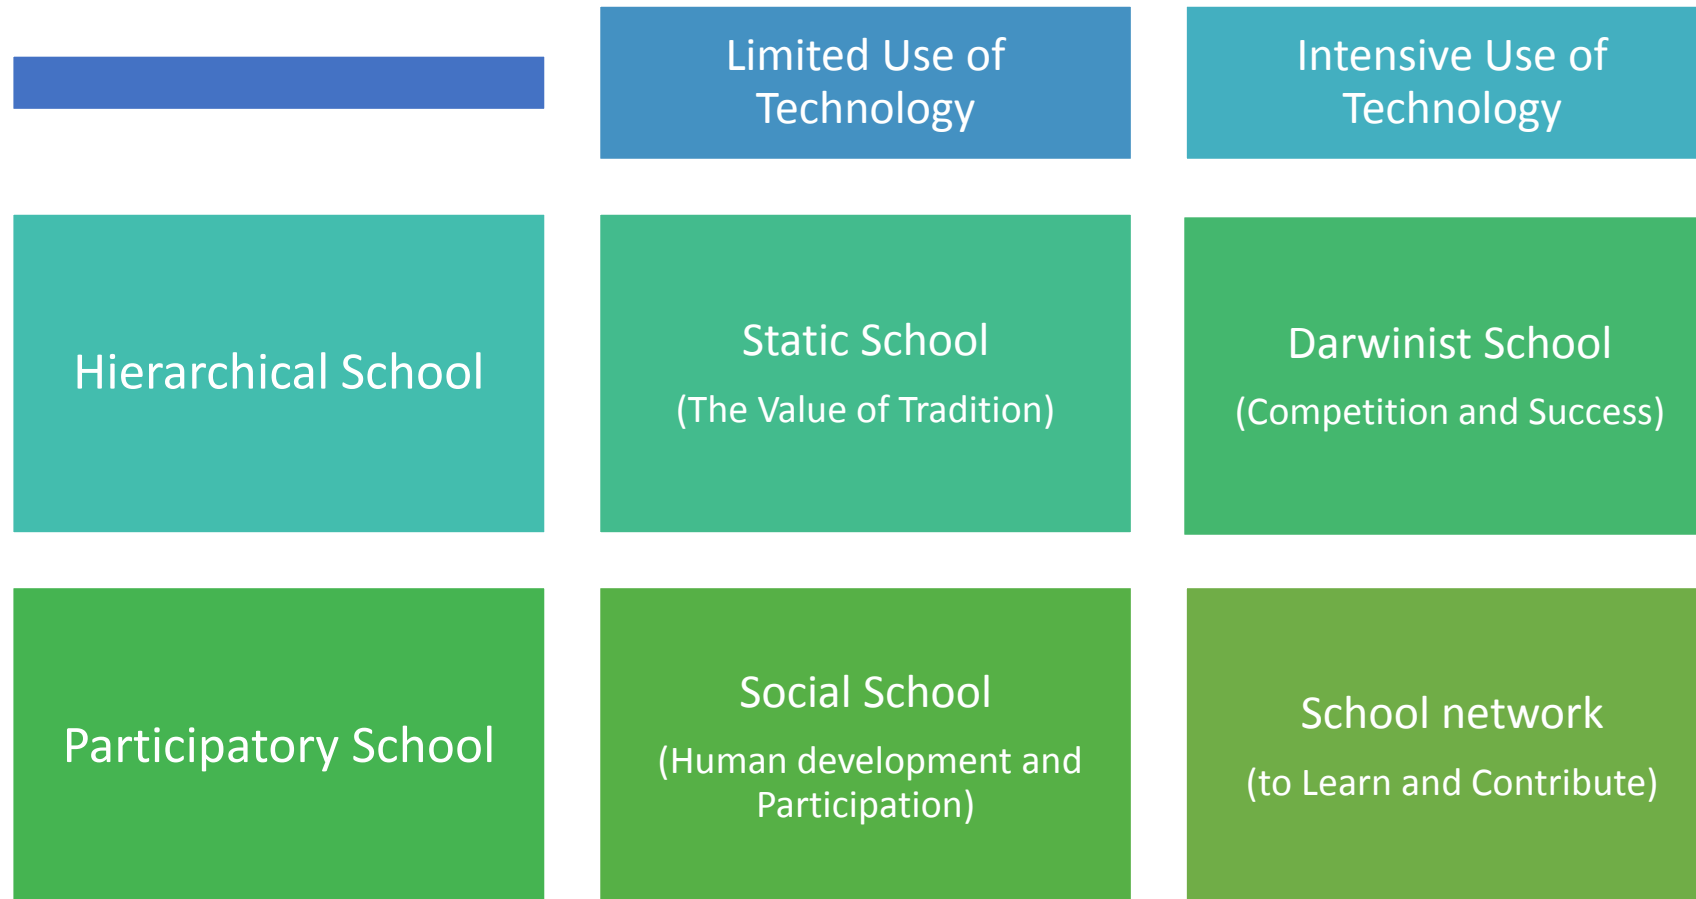 Limited Use of
Technology
Intensive Use of
Technology
Hierarchical School
Static School
(The Value of Tradition)
Darwinist School
(Competition and Success)
Participatory School
Social School
(Human development and
Participation)
School network
(to Learn and Contribute)